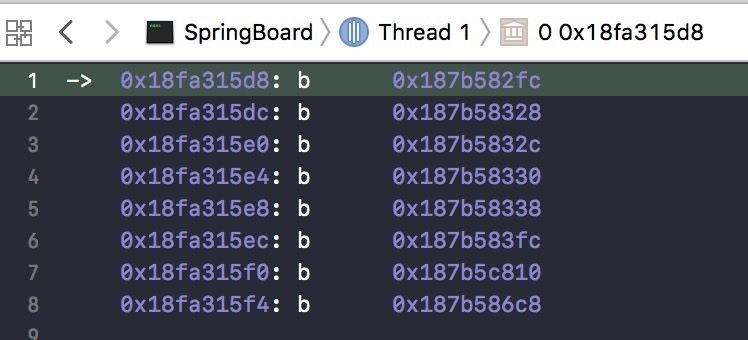 SpringBoard 〉 Thread 1 〉 0 0x18fa315d8
1 -> 0x18fa315d8: b 0x187b582fc
2 0x18fa315dc: b 0x187b58328
3 0x18fa315e0: b 0x187b5832c
4 0x18fa315e4: b 0x187b58330
5 0x18fa315e8: b 0x187b58338
6 0x18fa315ec: b 0x187b583fc
7 0x18fa315f0: b 0x187b5c810
8 0x18fa315f4: b 0x187b586c8
9